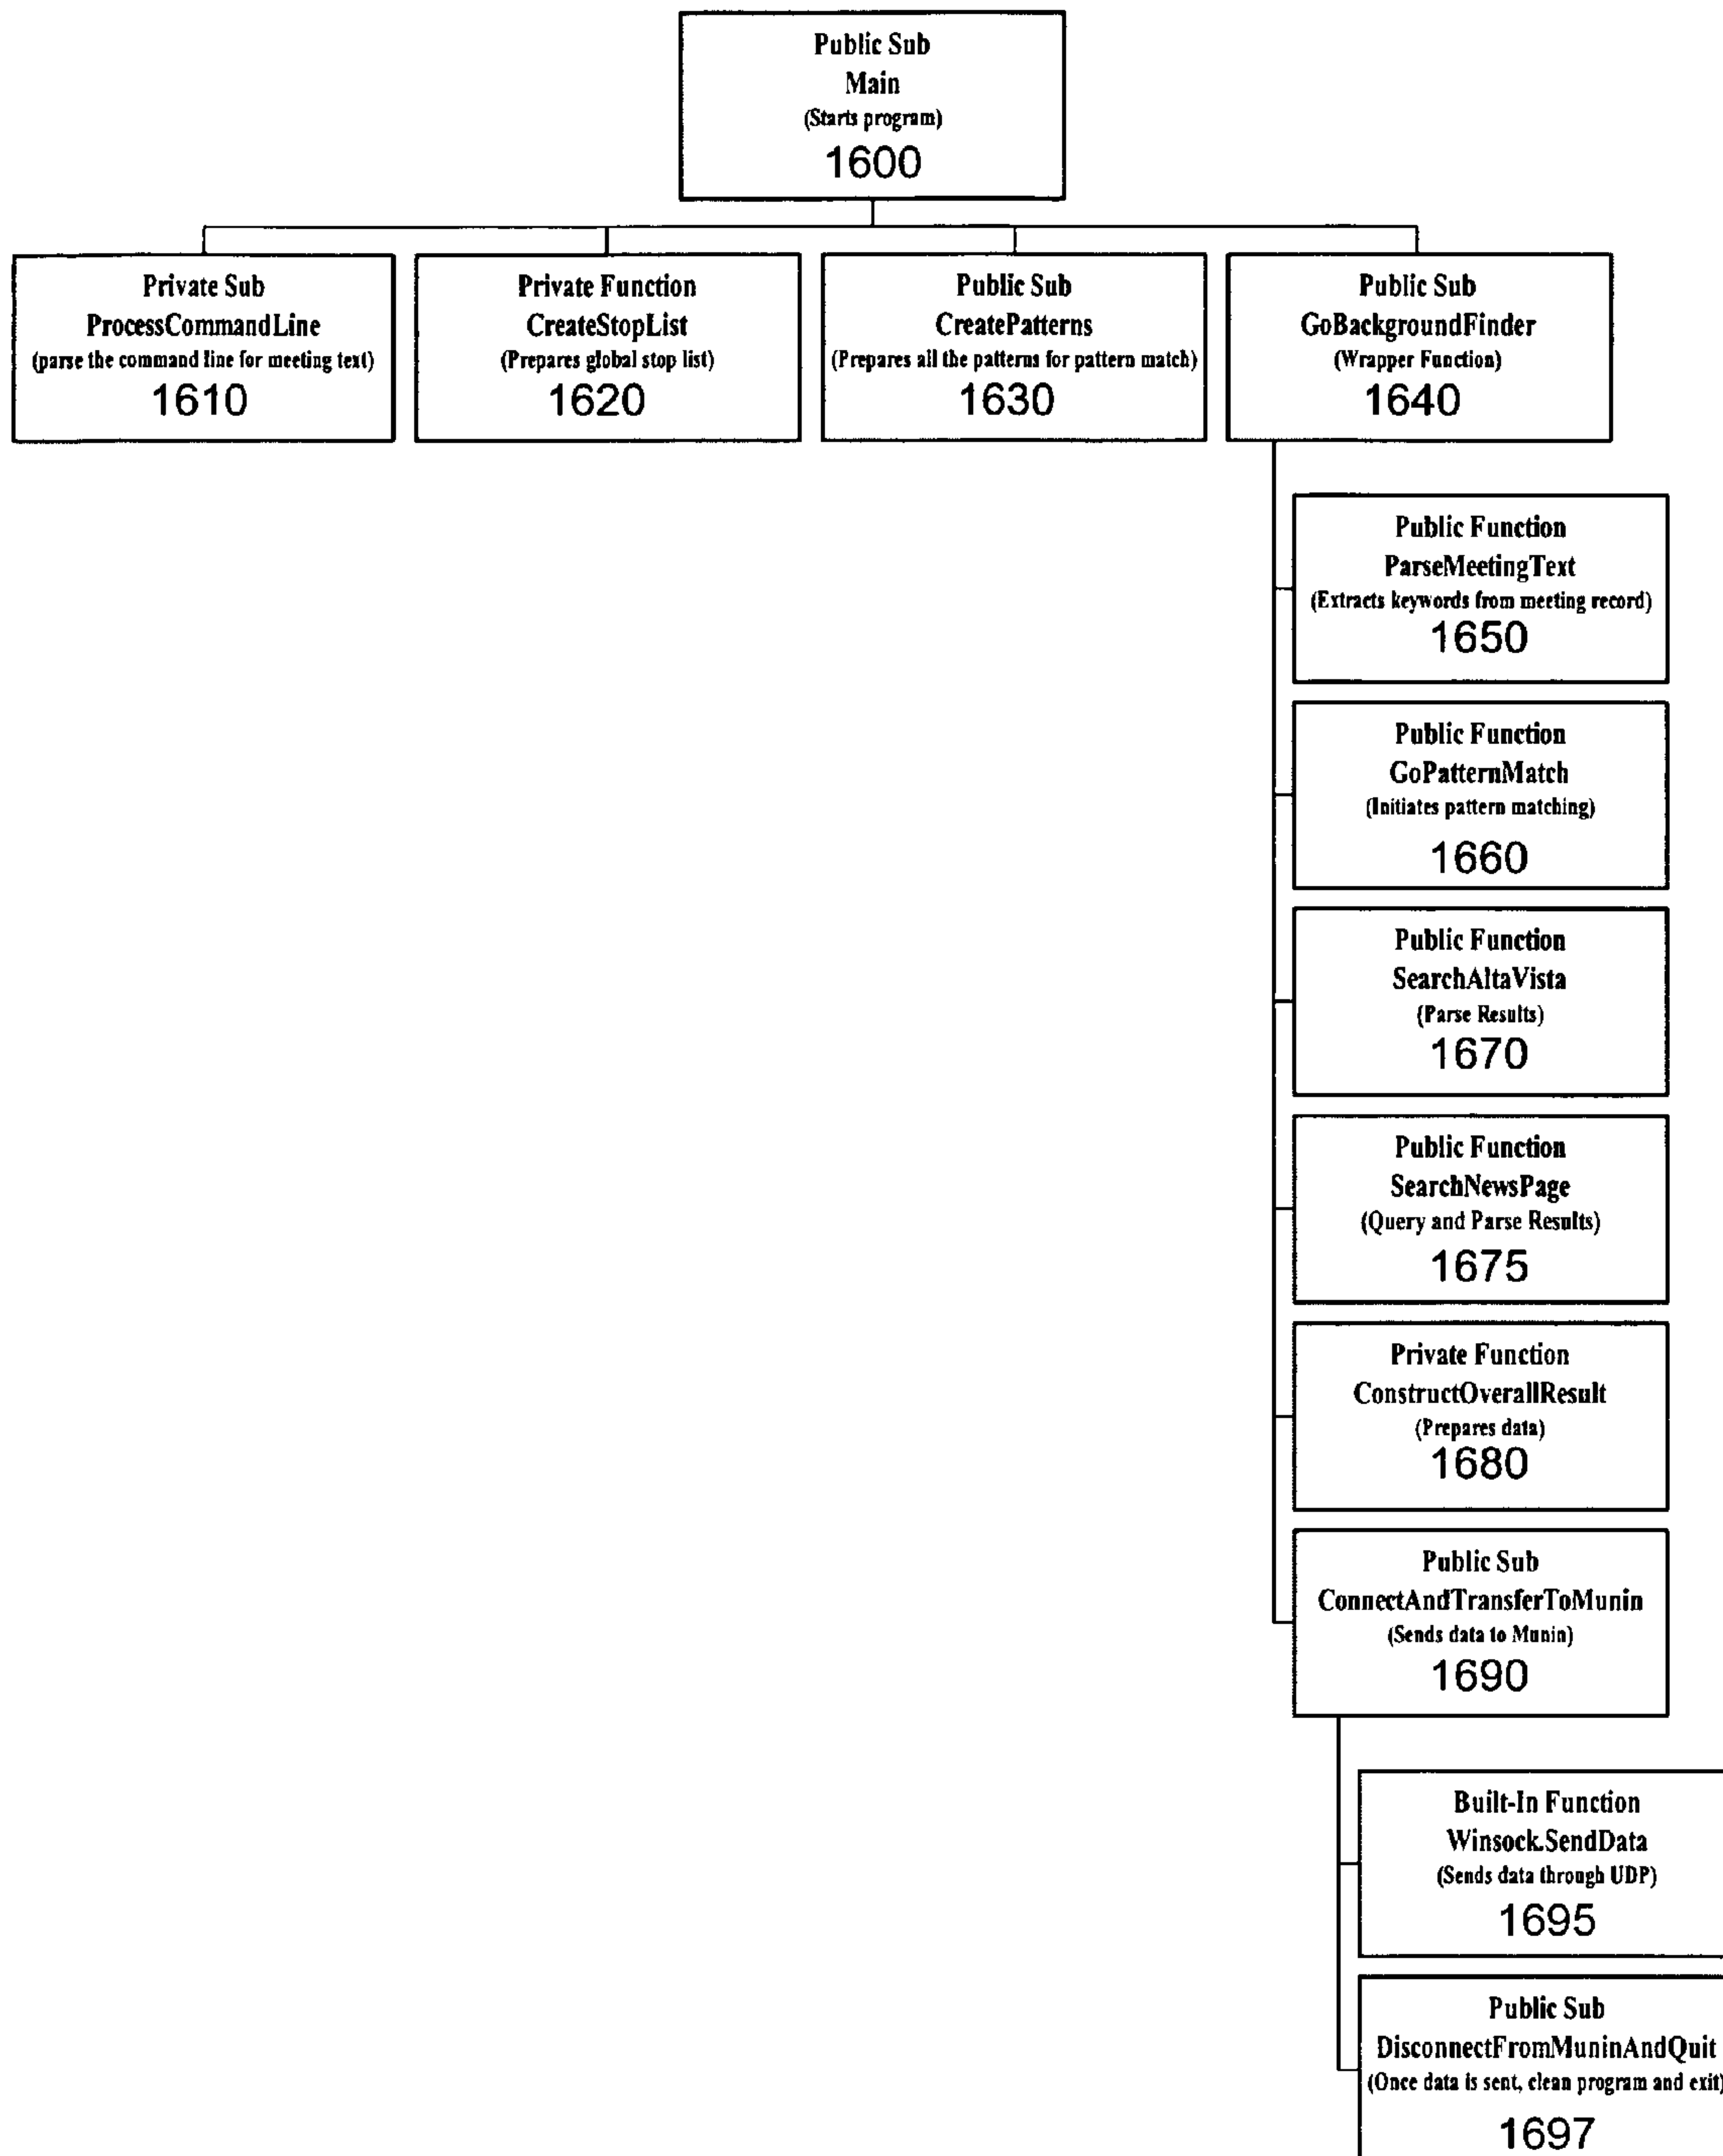 Public Sub
Main
(Starts program)
1600
Private Sub
ProcessCommandLine
(parse the command line for meeting text)
1610
Private Function
CreateStopList
(Prepares global stop list)
1620
Public Sub
CreatePatterns
(Prepares all the patterns for pattern match)
1630
Public Sub
GoBackgroundFinder
(Wrapper Function)
1640
Public Function
ParseMeetingText
(Extracts keywords from meeting record)
1650
Public Function
GoPatternMatch
(Initiates pattern matching)
1660
Public Function
SearchAltaVista
(Parse Results)
1670
Public Function
SearchNewsPage
(Query and Parse Results)
1675
Private Function
ConstructOverallResult
(Prepares data)
1680
Public Sub
ConnectAndTransferToMunin
(Sends data to Munin)
1690
Built-In Function
Winsock.SendData
(Sends data through UDP)
1695
Public Sub
DisconnectFromMuninAndQuit
(Once data is sent, clean program and exit)
1697